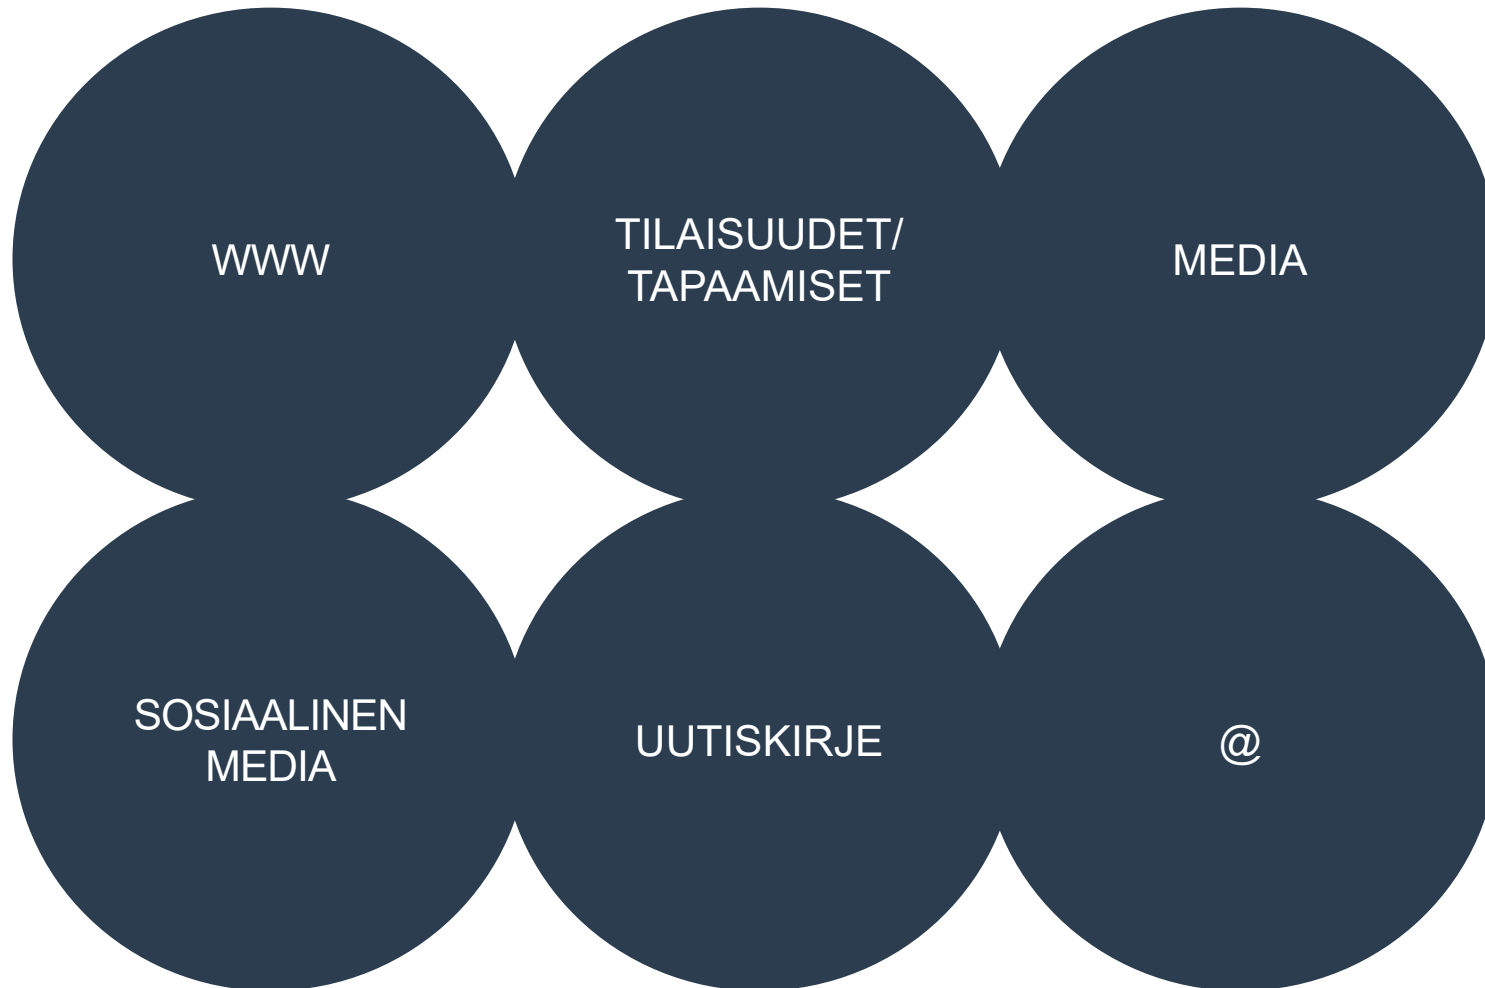 WWW
TILAISUUDET/
TAPAAMISET
MEDIA
SOSIAALINEN
MEDIA
UUTISKIRJE
@